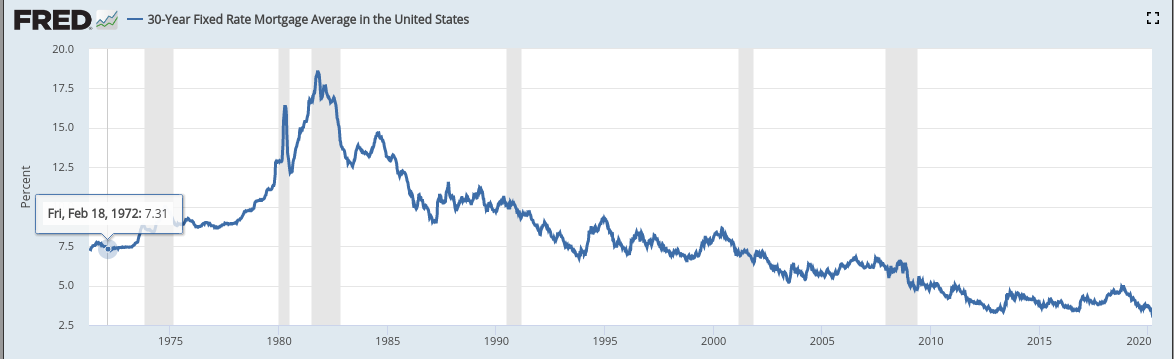 FRED 30-Year Fixed Rate Mortgage Average in the United States
20.0
17.5
15.0
12.5
7.5
5.0
2.5
Percent
Fri, Feb 18, 1972: 7.31
1975 1980 1985 1990 1995 2000 2005 2010 2015 2020